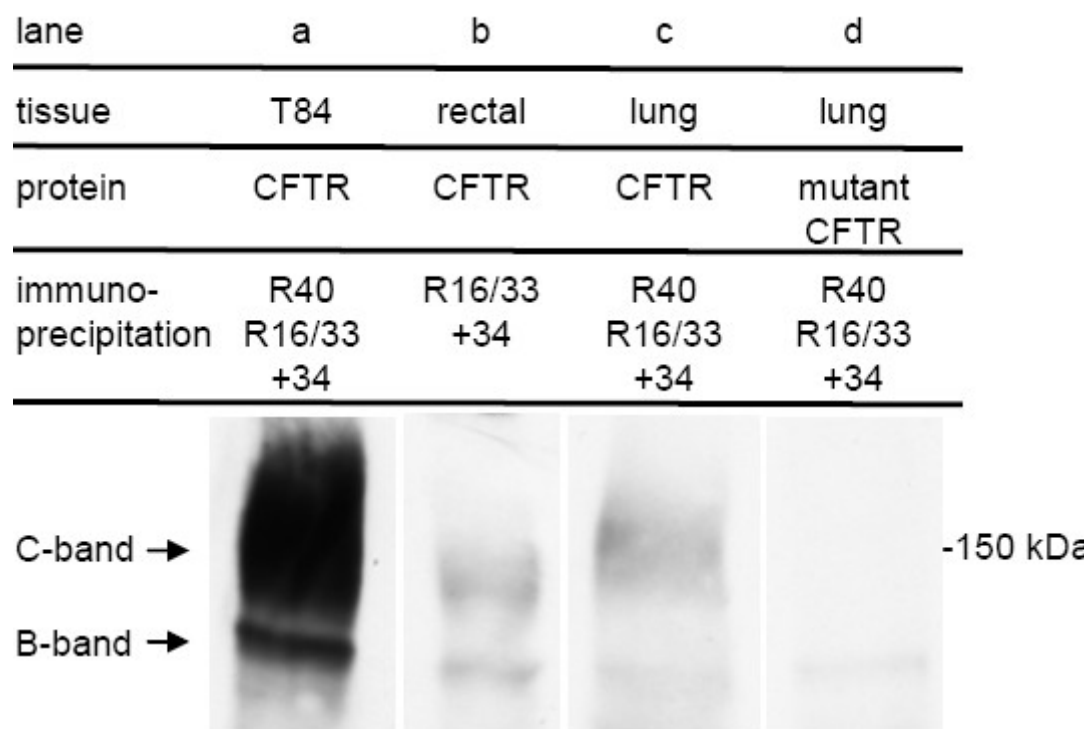 lane a b c d
tissue T84 rectal lung lung
protein CFTR CFTR CFTR mutant
CFTR
immuno- R40 R16/33 R40 R40
precipitation R16/33 +34 R16/33 R16/33
+34 +34 +34
C-band -150 kDa
B-band